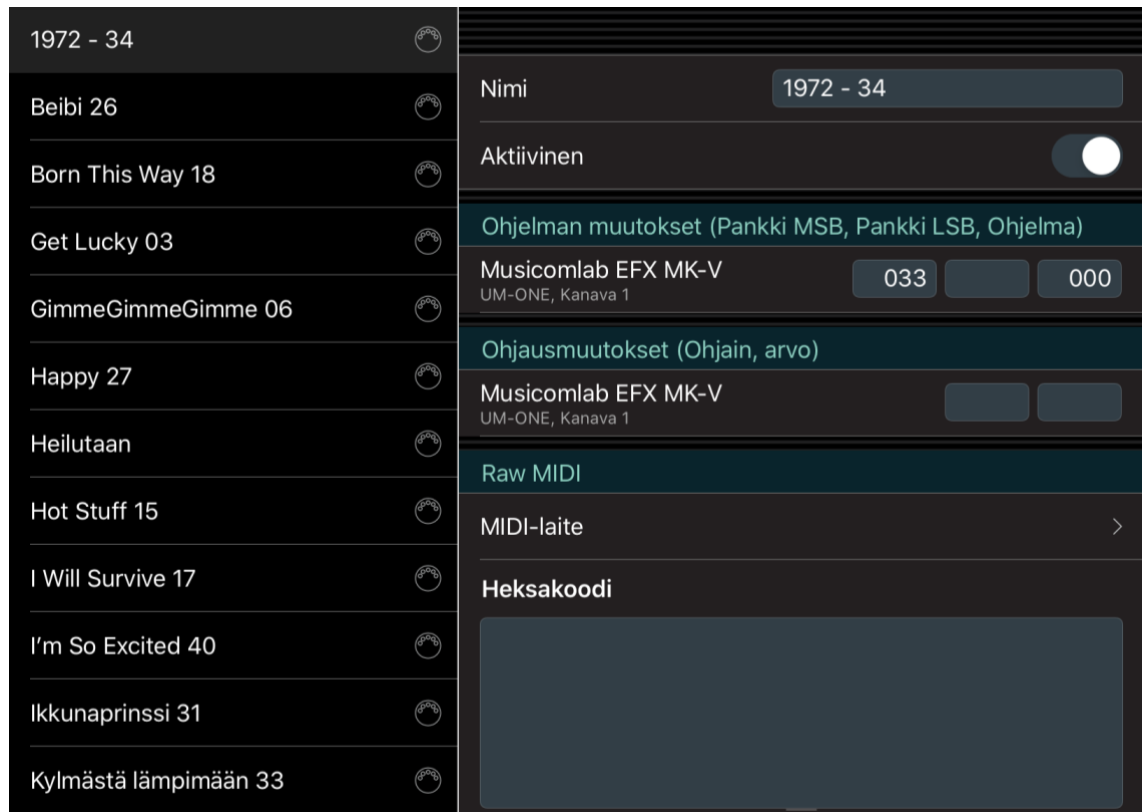 1972 - 34
Beibi 26
Born This Way 18
Get Lucky 03
GimmeGimmeGimme 06
Happy 27
Heilutaan
Hot Stuff 15
I Will Survive 17
I'm So Excited 40
Ikkunaprinssi 31
Kylmästä lämpimään 33
Nimi 1972 - 34
Aktiivinen
Ohjelman muutokset (Pankki MSB, Pankki LSB, Ohjelma)
Musicomlab EFX MK-V 033 000
UM-ONE, Kanava 1
Ohjausmuutokset (Ohjain, arvo)
Musicomlab EFX MK-V
UM-ONE, Kanava 1
Raw MIDI
MIDI-laite
Heksakoodi